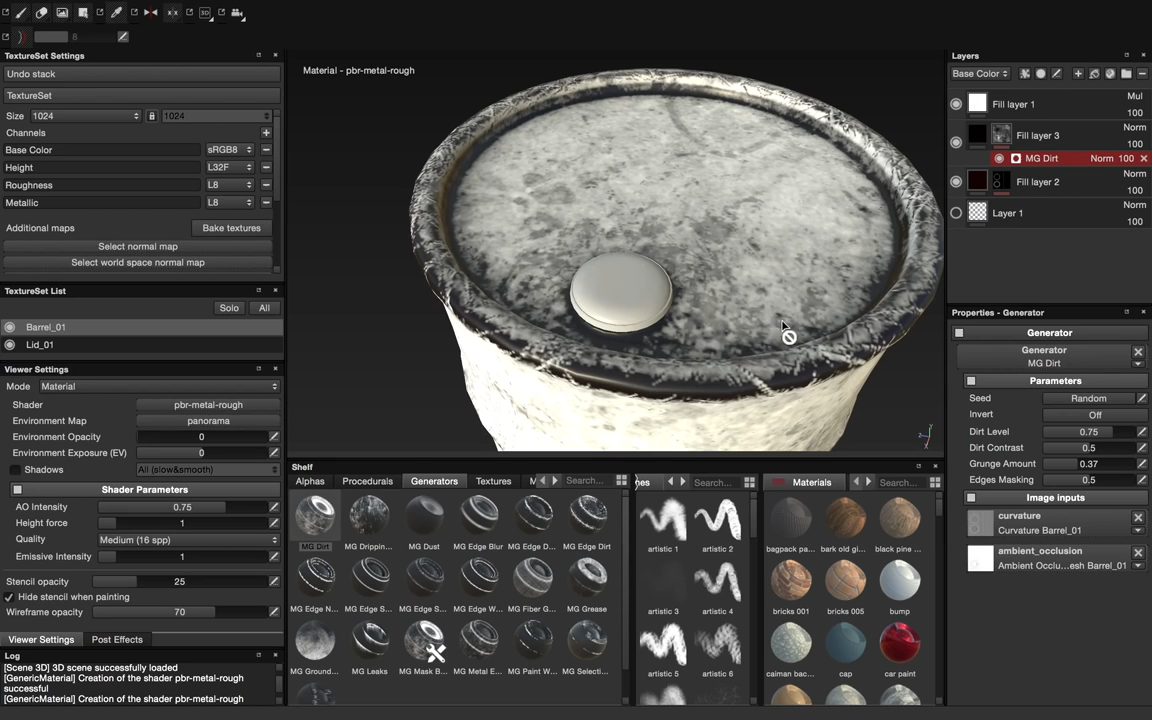 8
TextureSet Settings
Undo stack
TextureSet
Size 1024 1024
Channels
Base Color sRGB8
Height L32F
Roughness L8
Metallic L8
Additional maps Bake textures
Select normal map
Select world space normal map
TextureSet List
Solo All
Barrel_01
Lid_01
Viewer Settings
Mode Material
Shader pbr-metal-rough
Environment Map panorama
Environment Opacity 0
Environment Exposure (EV) 0
Shadows All (slow&smooth)
Shader Parameters
AO Intensity 0.75
Height force 1
Quality Medium (16 spp)
Emissive Intensity 1
Stencil opacity 25
Hide stencil when painting
Wireframe opacity 70
Viewer Settings Post Effects
Log
[Scene 3D] 3D scene successfully loaded
[GenericMaterial] Creation of the shader pbr-metal-rough
successful
[GenericMaterial] Creation of the shader pbr-metal-rough
3D
Material - pbr-metal-rough
Shelf
Alphas Procedurals Generators Textures M Search...
MG Dirt MG Drippin... MG Dust MG Edge Blur MG Edge D... MG Edge Dirt
MG Edge N... MG Edge S... MG Edge S... MG Edge W... MG Fiber G... MG Grease
MG Ground... MG Leaks MG Mask B... MG Metal E... MG Paint W... MG Selecti...
es Search...
artistic 1 artistic 2
artistic 3 artistic 4
artistic 5 artistic 6
Materials Search...
bagpack pa... bark old gi... black pine ...
bricks 001 bricks 005 bump
caiman bac... cap car paint
Layers
Base Color
Fill layer 1 Mul
100
Fill layer 3 Norm
100
MG Dirt Norm 100
Fill layer 2 Norm
100
Layer 1 Norm
100
Properties - Generator
Generator
Generator
MG Dirt
Parameters
Seed Random
Invert Off
Dirt Level 0.75
Dirt Contrast 0.5
Grunge Amount 0.37
Edges Masking 0.5
Image inputs
curvature
Curvature Barrel_01
ambient_occlusion
Ambient Occlu...esh Barrel_01